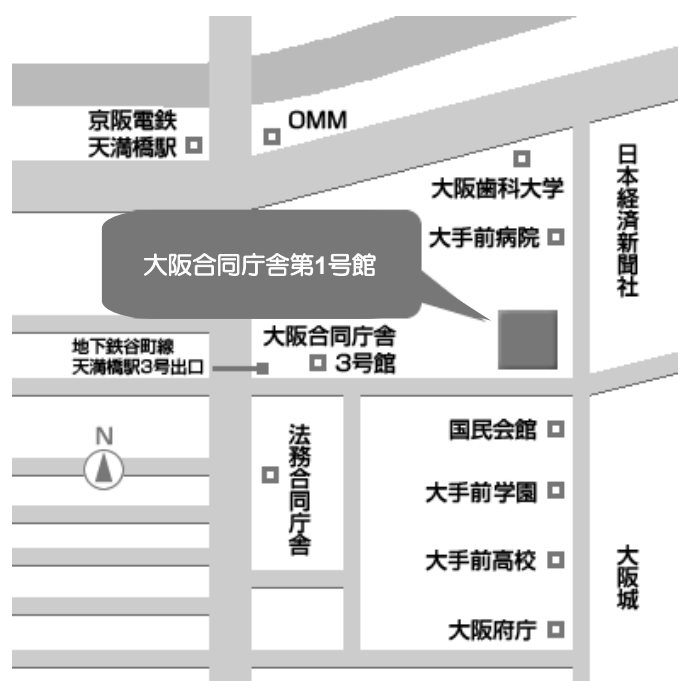 京阪電鉄
天満橋駅
OMM
大阪歯科大学
日本経済新聞社
大手前病院
大阪合同庁舎第1号館
地下鉄谷町線
天満橋駅3号出口
大阪合同庁舎
3号館
N
法務合同庁舎
国民会館
大手前学園
大手前高校
大阪城
大阪府庁